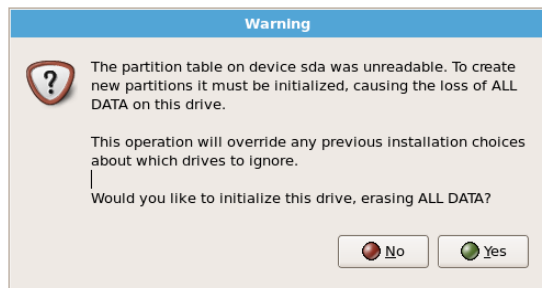 Warning
The partition table on device sda was unreadable. To create
new partitions it must be initialized, causing the loss of ALL
DATA on this drive.
This operation will override any previous installation choices
about which drives to ignore.
Would you like to initialize this drive, erasing ALL DATA?
No
Yes